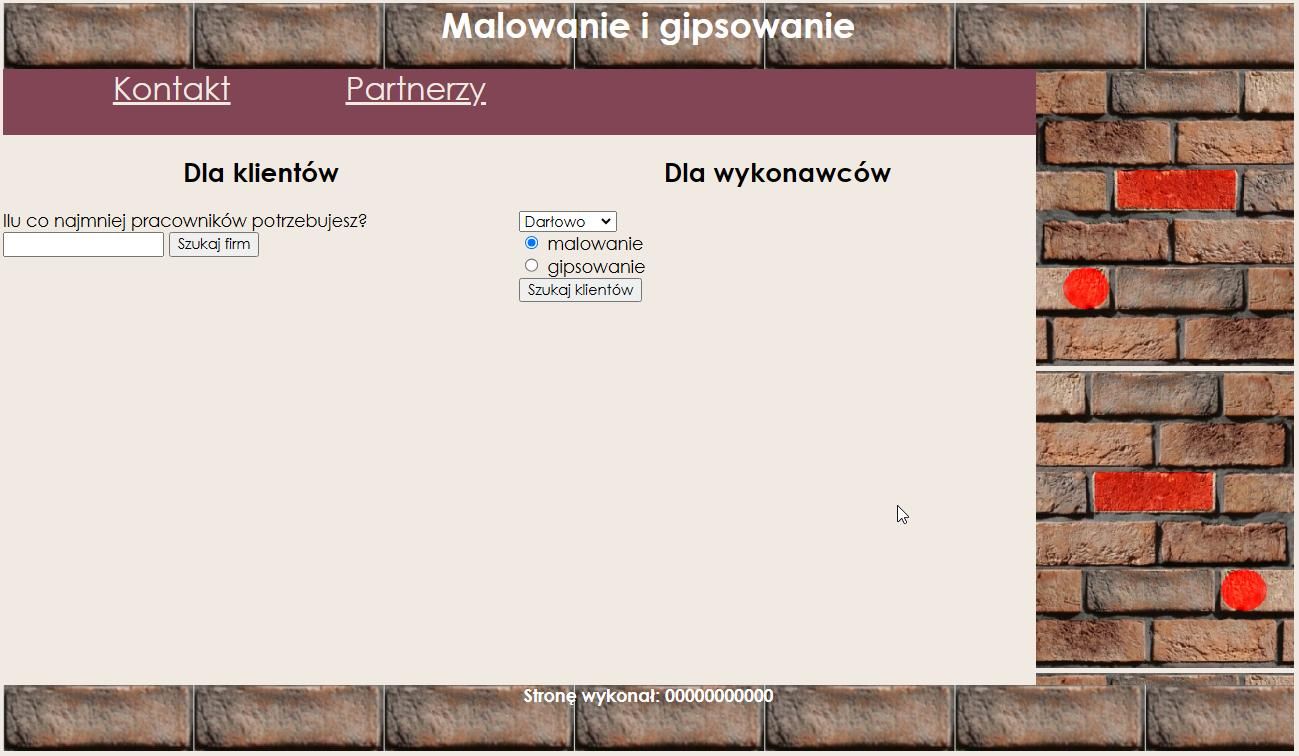 Malowanie i gipsowanie
Kontakt Partnerzy
Dla klientów
Ilu co najmniej pracowników potrzebujesz?
Szukaj firm
Dla wykonawców
Darłowo
malowanie
gipsowanie
Szukaj klientów
Stronę wykonał: 00000000000